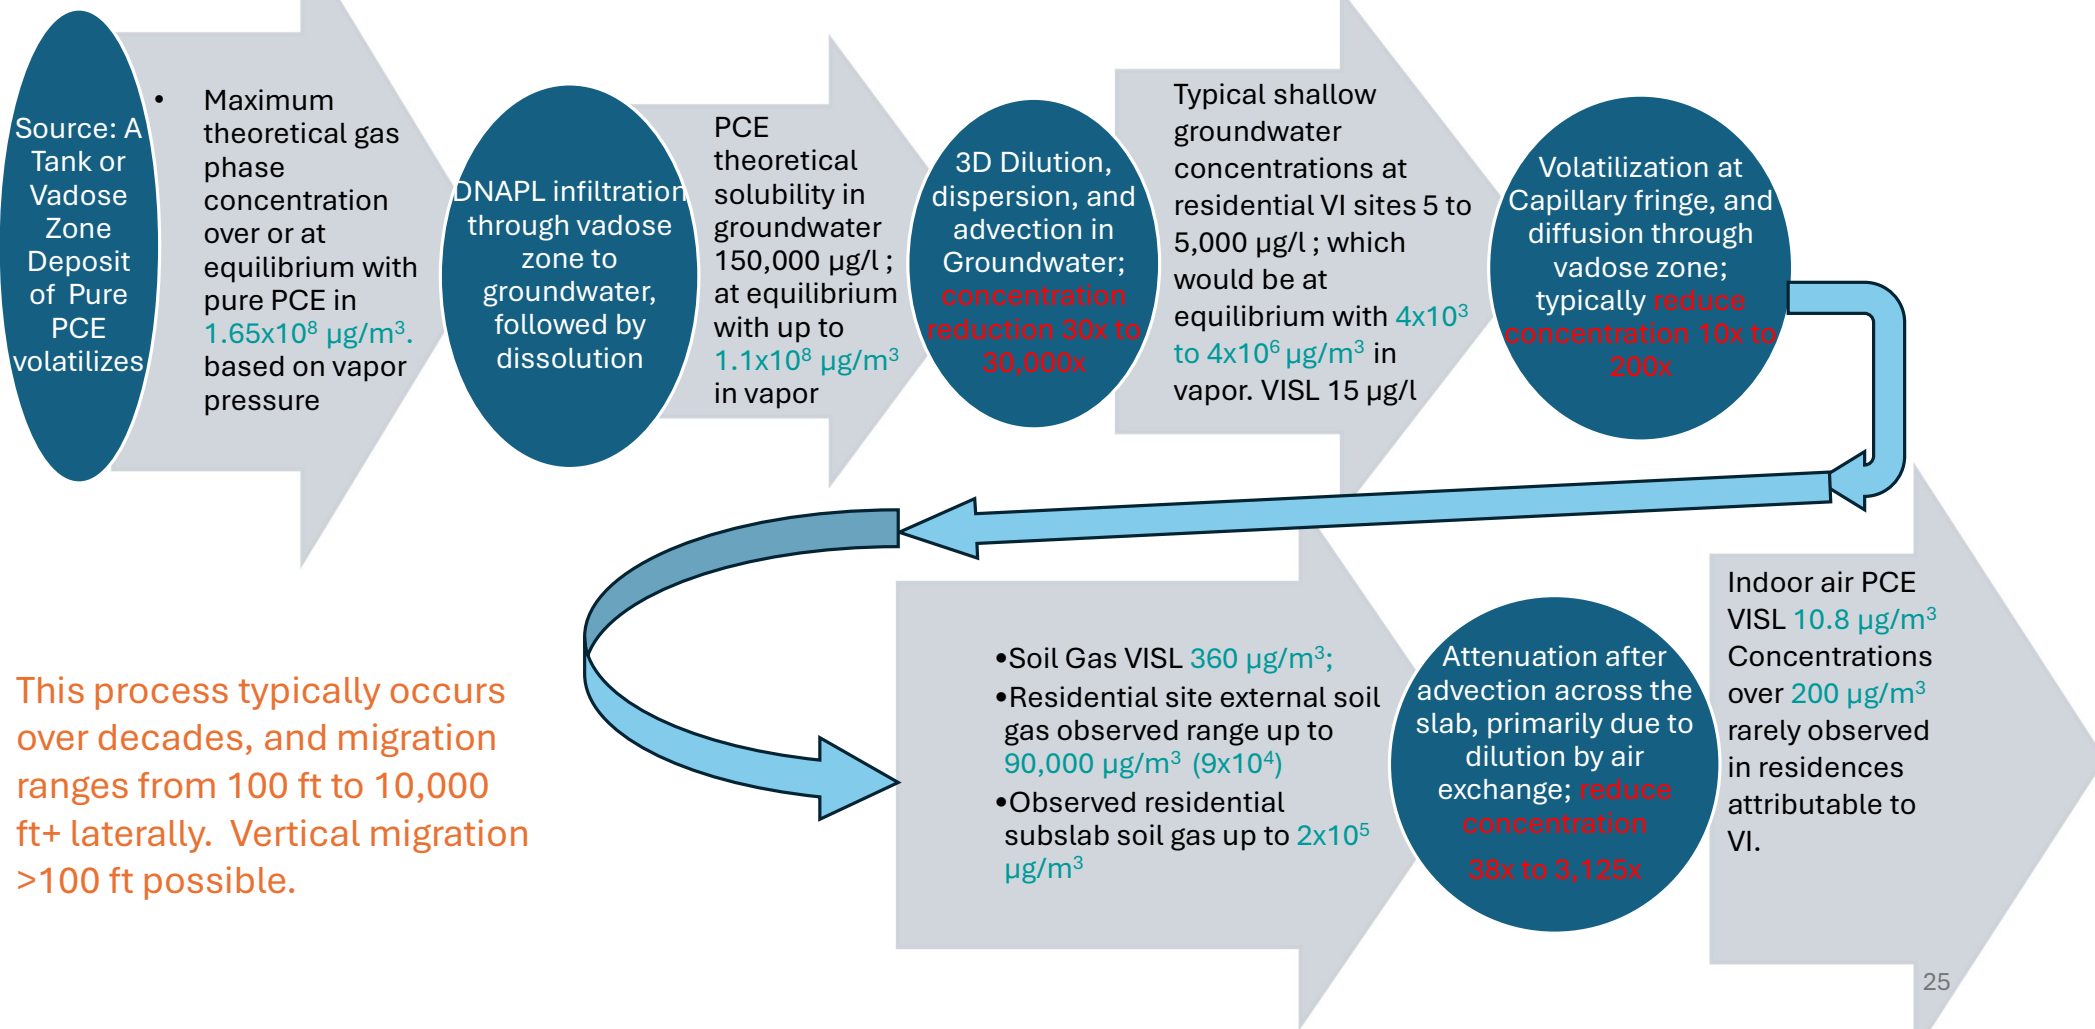 Source: A
Tank or
Vadose
Zone
Deposit
of Pure
PCE
volatilizes
• Maximum
theoretical gas
phase
concentration
over or at
equilibrium with
pure PCE in
1.65x10⁸ µg/m³.
based on vapor
pressure
DNAPL infiltration
through vadose
zone to
groundwater,
followed by
dissolution
PCE
theoretical
solubility in
groundwater
150,000 µg/l ;
at equilibrium
with up to
1.1x10⁸ µg/m³
in vapor
3D Dilution,
dispersion, and
advection in
Groundwater;
concentration
reduction 30x to
30,000x
Typical shallow
groundwater
concentrations at
residential VI sites 5 to
5,000 µg/l ; which
would be at
equilibrium with 4x10³
to 4x10⁶ µg/m³ in
vapor. VISL 15 µg/l
Volatilization at
Capillary fringe, and
diffusion through
vadose zone;
typically reduce
concentration 10x to
200x
•Soil Gas VISL 360 µg/m³;
•Residential site external soil
gas observed range up to
90,000 µg/m³ (9x10⁴)
•Observed residential
subslab soil gas up to 2x10⁵
µg/m³
Attenuation after
advection across the
slab, primarily due to
dilution by air
exchange; reduce
concentration
38x to 3,125x
Indoor air PCE
VISL 10.8 µg/m³
Concentrations
over 200 µg/m³
rarely observed
in residences
attributable to
VI.
This process typically occurs
over decades, and migration
ranges from 100 ft to 10,000
ft+ laterally. Vertical migration
>100 ft possible.
25